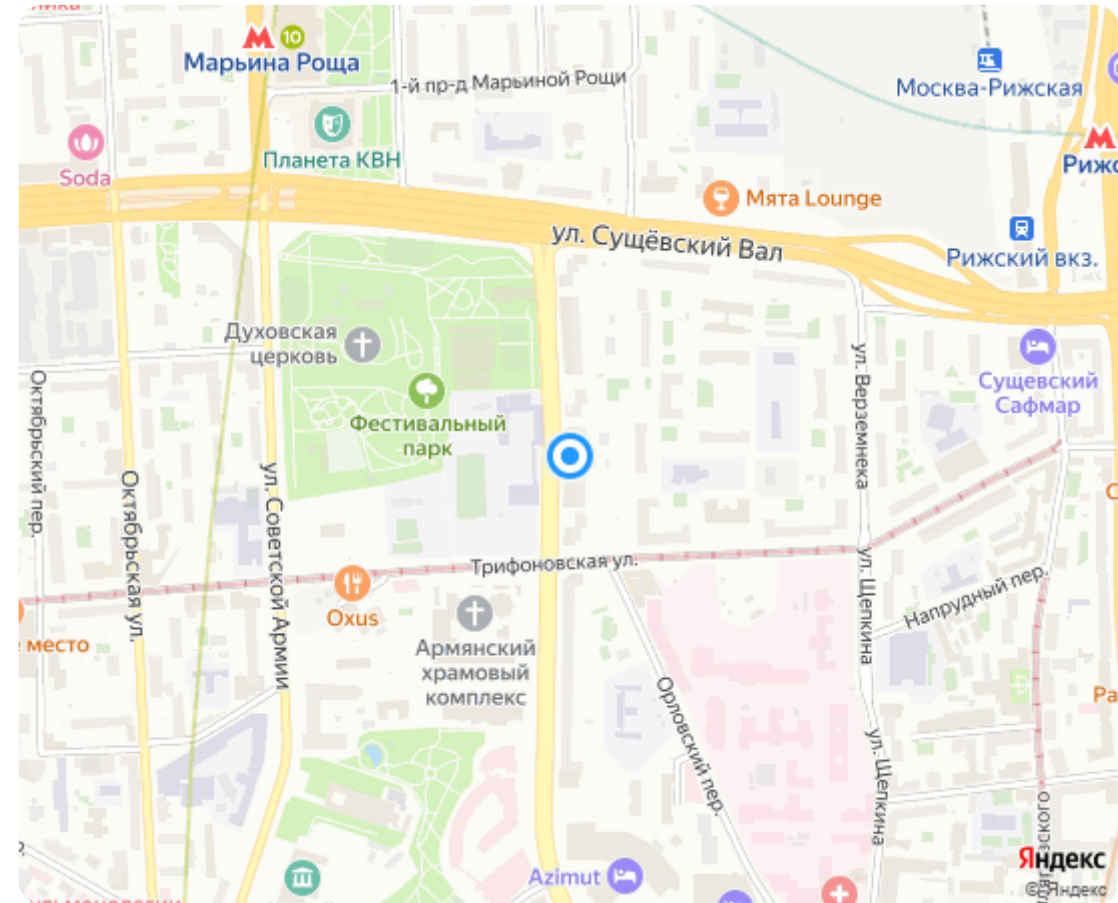 Марьина Роща
10
1-й пр-д Марьиной Рощи
Москва-Рижская
Планета КВН
Soda
Мята Lounge
ул. Сущёвский Вал
Рижский вкз.
Духовская
церковь
Фестивальный
парк
Сущевский
Сафмар
ул. Верземнека
Октябрьский пер.
Октябрьская ул.
ул. Советской Армии
Трифоновская ул.
Oxus
место
Армянский
храмовый
комплекс
ул. Щепкина
Напрудный пер.
Орловский пер.
ул. Щепкина
Azimut
Яндекс
© Яндекс